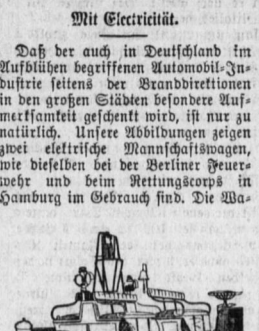 Mit Electricität.
Daß der auch in Deutschland im
Aufblühen begriffenen Automobil-In-
dustrie seitens der Branddirektionen
in den großen Städten besondere Auf-
merksamkeit geschenkt wird, ist nur zu
natürlich. Unsere Abbildungen zeigen
zwei elektrische Mannschaftswagen,
wie dieselben bei der Berliner Feuer-
wehr und beim Rettungscorps in
Hamburg im Gebrauch sind. Die Wa-